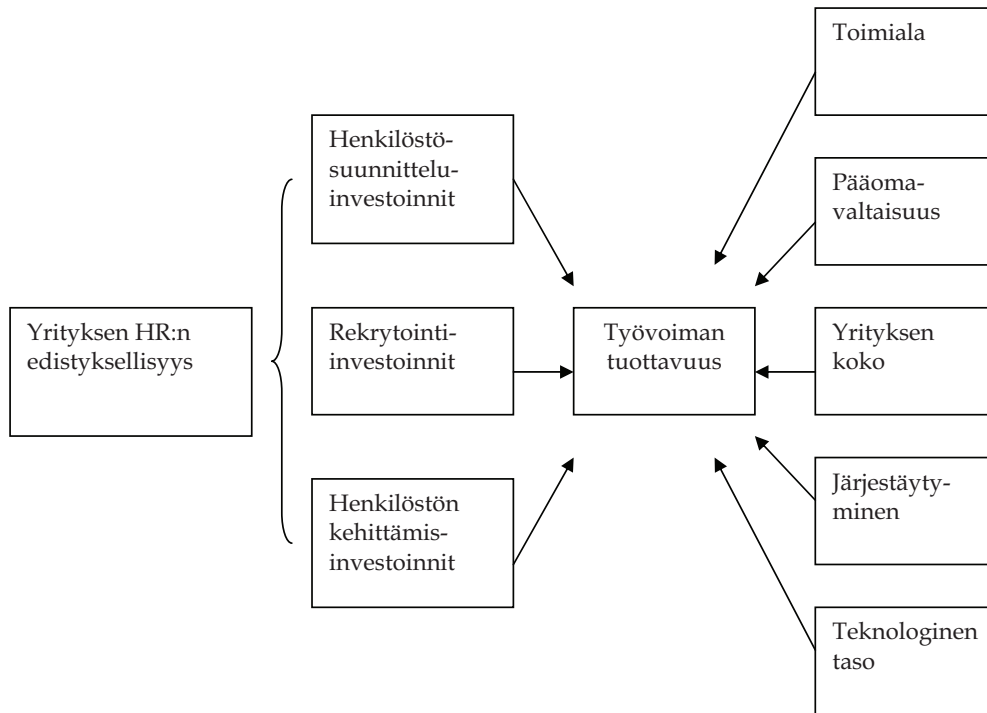 Toimiala
Henkilöstö-
suunnittelu-
investoinnit
Pääoma-
valtaisuus
Yrityksen HR:n
edistyksellisyys
Rekrytointi-
investoinnit
Työvoiman
tuottavuus
Yrityksen
koko
Henkilöstön
kehittämis-
investoinnit
Järjestäyty-
minen
Teknologinen
taso